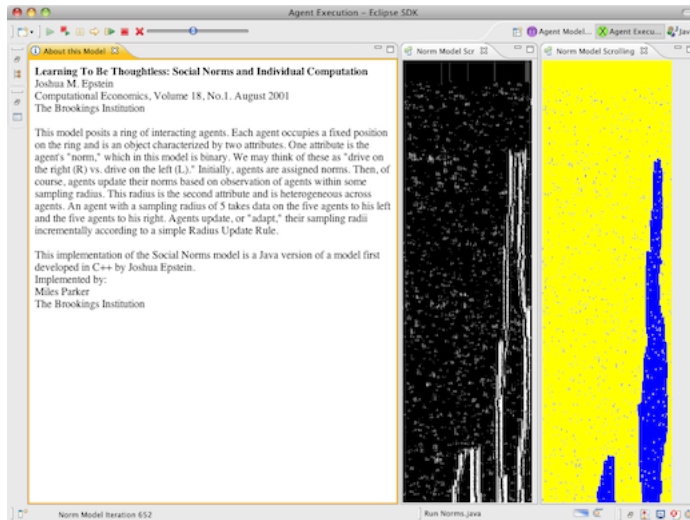 Agent Execution – Eclipse SDK
Agent Model... Agent Execu... Jav
About this Model
Norm Model Scr
Norm Model Scrolling
Learning To Be Thoughtless: Social Norms and Individual Computation
Joshua M. Epstein
Computational Economics, Volume 18, No.1. August 2001
The Brookings Institution
This model posits a ring of interacting agents. Each agent occupies a fixed position
on the ring and is an object characterized by two attributes. One attribute is the
agent's "norm," which in this model is binary. We may think of these as "drive on
the right (R) vs. drive on the left (L)." Initially, agents are assigned norms. Then, of
course, agents update their norms based on observation of agents within some
sampling radius. This radius is the second attribute and is heterogeneous across
agents. An agent with a sampling radius of 5 takes data on the five agents to his left
and the five agents to his right. Agents update, or "adapt," their sampling radii
incrementally according to a simple Radius Update Rule.
This implementation of the Social Norms model is a Java version of a model first
developed in C++ by Joshua Epstein.
Implemented by:
Miles Parker
The Brookings Institution
Norm Model Iteration 652
Run Norms.java